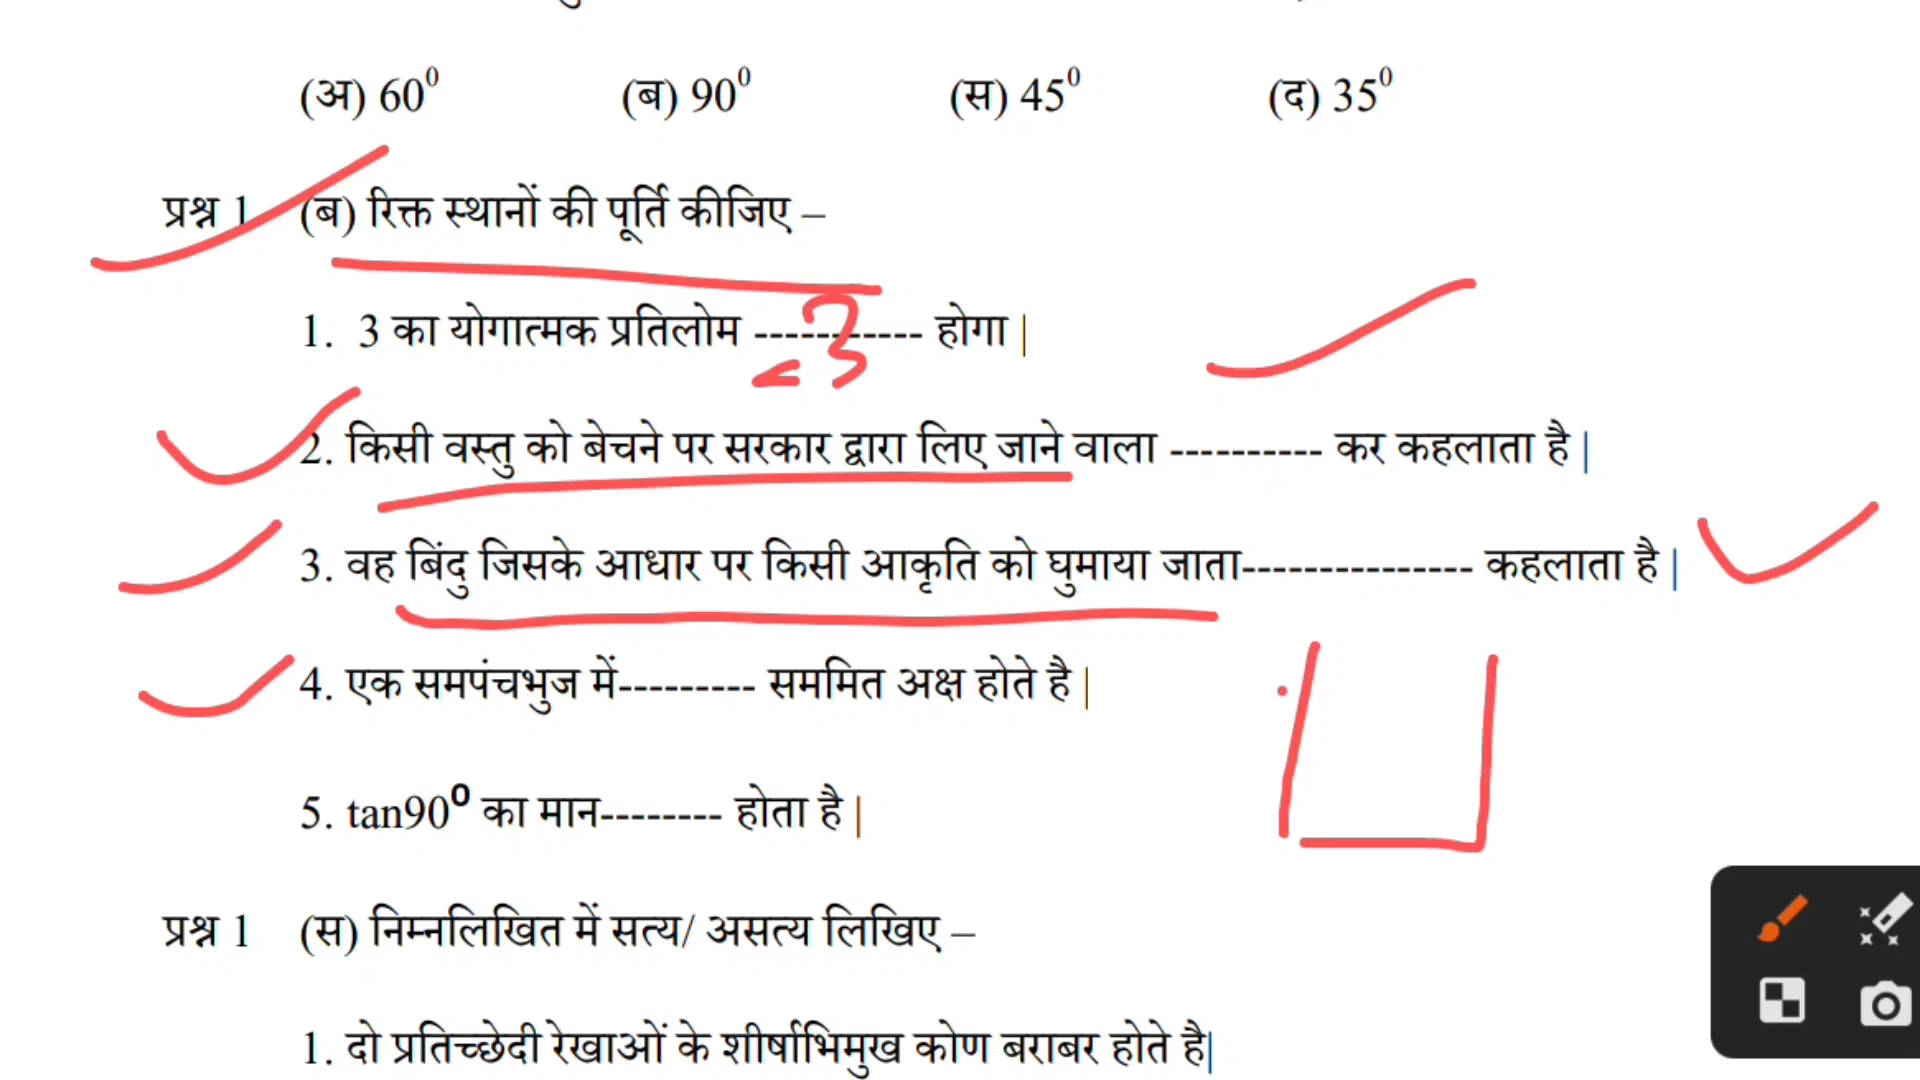 (अ) 60⁰ (ब) 90⁰ (स) 45⁰ (द) 35⁰
प्रश्न 1 (ब) रिक्त स्थानों की पूर्ति कीजिए –
1. 3 का योगात्मक प्रतिलोम ----------- होगा |
-3
2. किसी वस्तु को बेचने पर सरकार द्वारा लिए जाने वाला ---------- कर कहलाता है |
3. वह बिंदु जिसके आधार पर किसी आकृति को घुमाया जाता--------------- कहलाता है |
4. एक समपंचभुज में--------- सममित अक्ष होते है |
5. tan90⁰ का मान-------- होता है |
प्रश्न 1 (स) निम्नलिखित में सत्य/ असत्य लिखिए –
1. दो प्रतिच्छेदी रेखाओं के शीर्षाभिमुख कोण बराबर होते है|